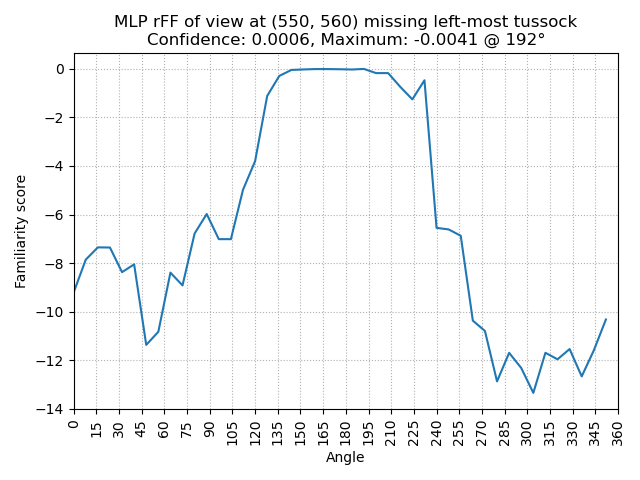 MLP rFF of view at (550, 560) missing left-most tussock
Confidence: 0.0006, Maximum: -0.0041 @ 192°
Familiarity score
0
−2
−4
−6
−8
−10
−12
−14
0 15 30 45 60 75 90 105 120 135 150 165 180 195 210 225 240 255 270 285 300 315 330 345 360
Angle